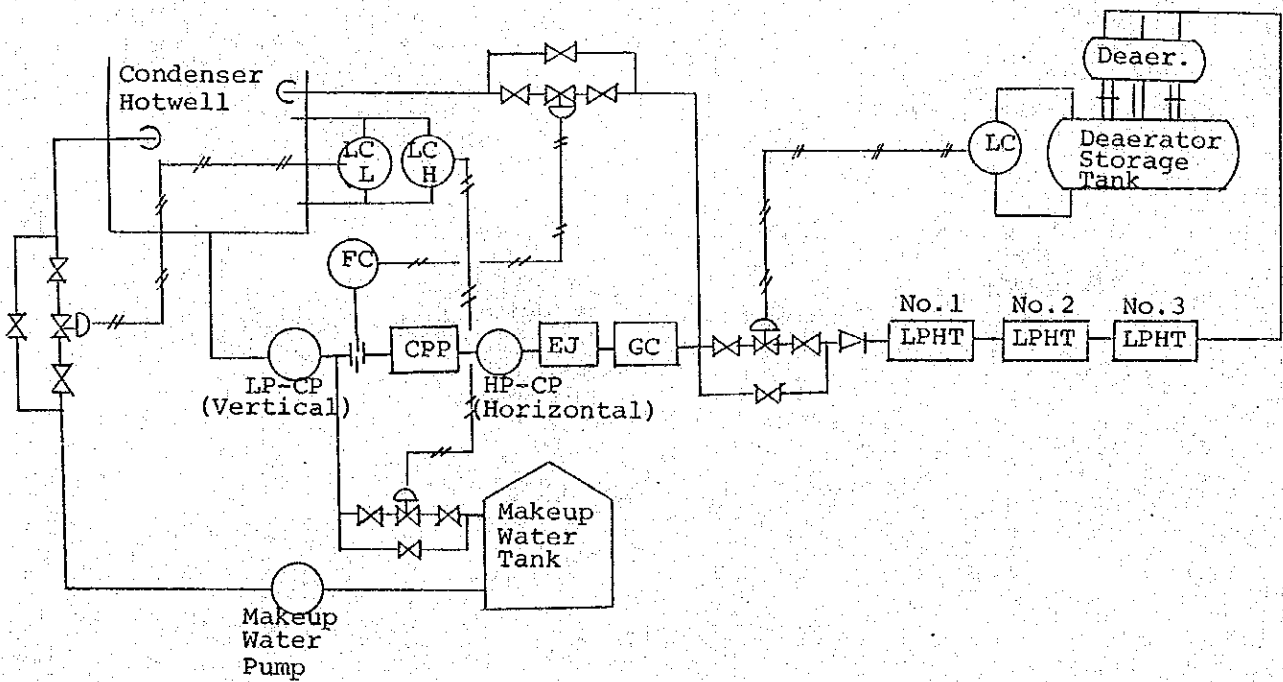 Condenser
Hotwell
Deaer.
LC
L
LC
H
LC
Deaerator
Storage
Tank
FC
No.1
No.2
No.3
CPP
EJ
GC
LPHT
LPHT
LPHT
LP-CP
(Vertical)
HP-CP
(Horizontal)
Makeup
Water
Tank
Makeup
Water
Pump